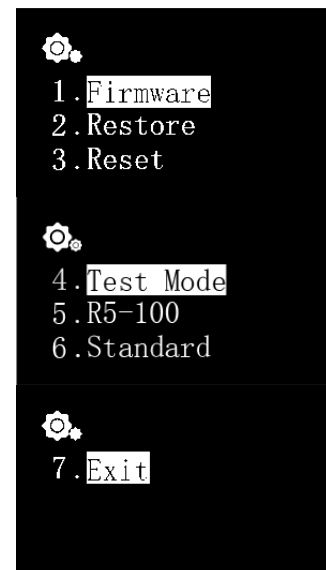 1.Firmware
2.Restore
3.Reset
4.Test Mode
5.R5-100
6.Standard
7.Exit